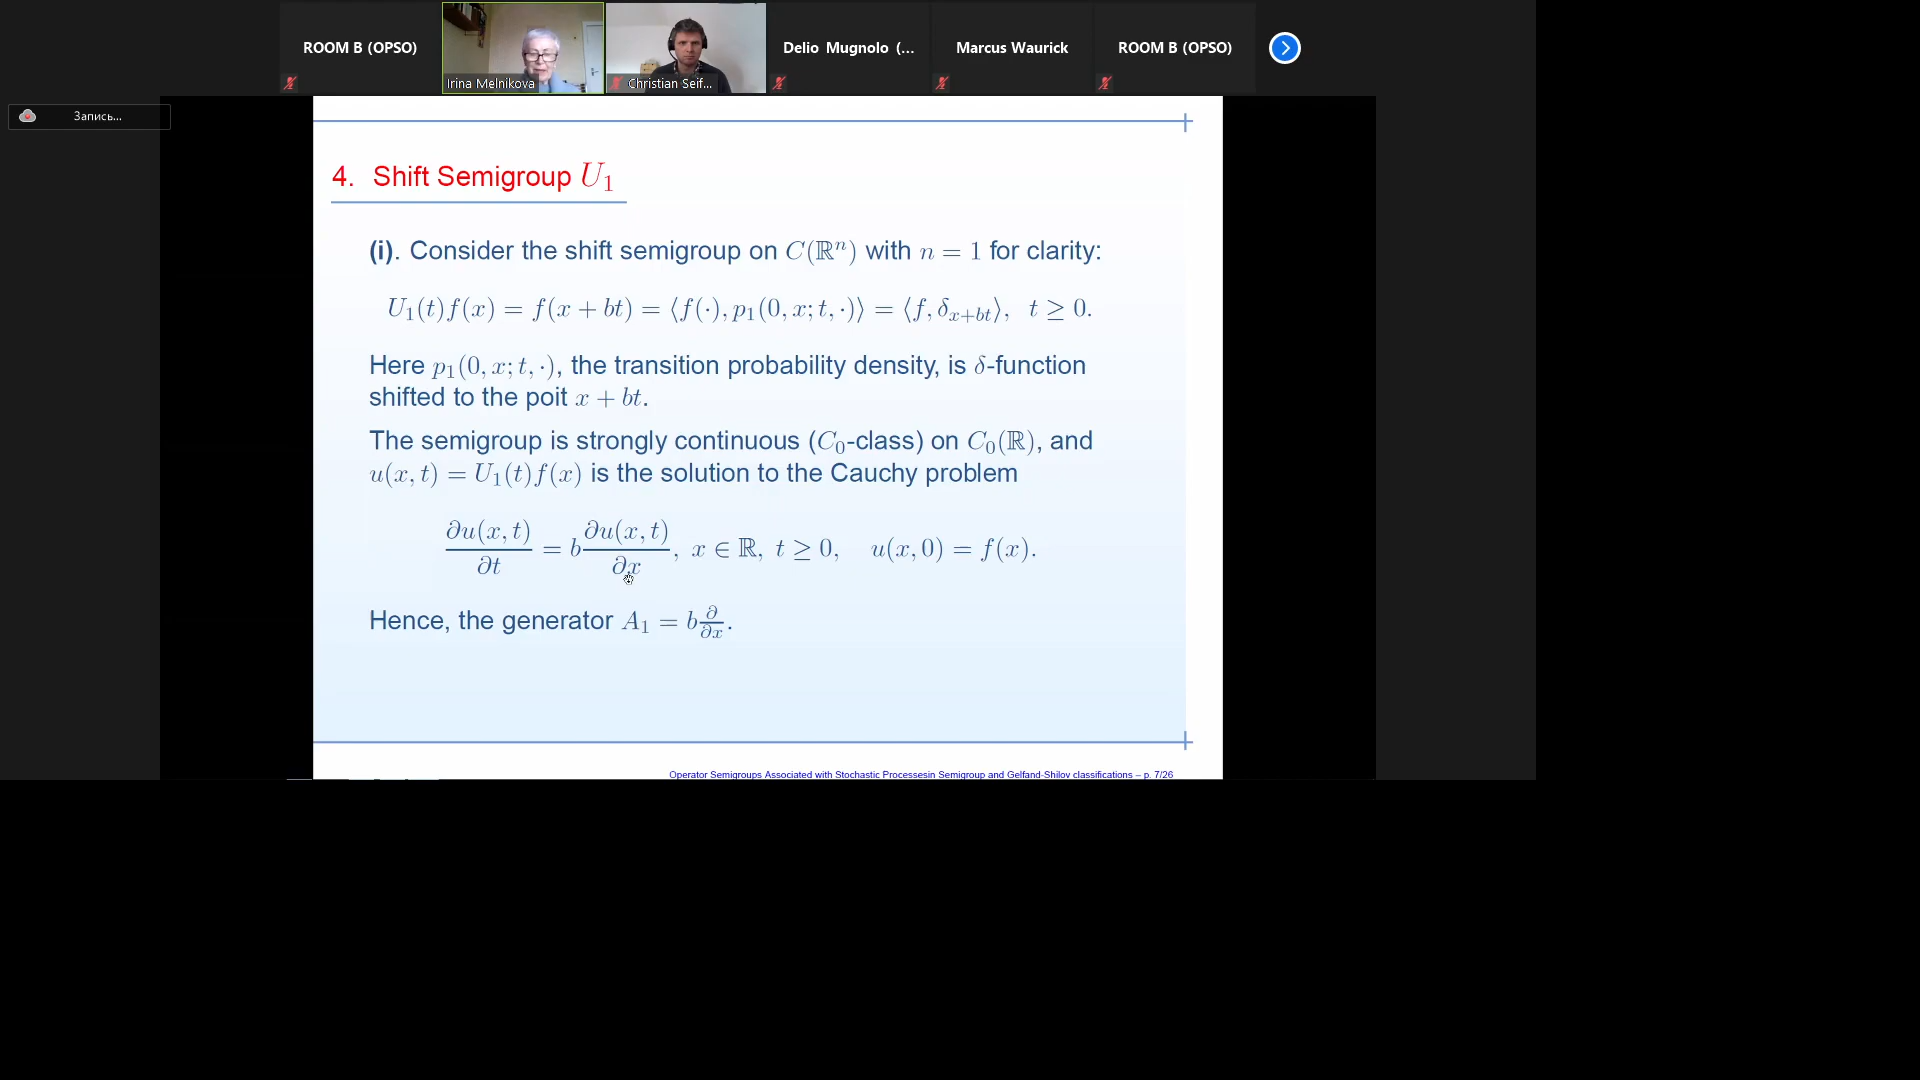 ROOM B (OPSO)
Irina Melnikova
Christian Seif...
Delio Mugnolo (...
Marcus Waurick
ROOM B (OPSO)
Запись...
4. Shift Semigroup U₁
(i). Consider the shift semigroup on C(ℝⁿ) with n = 1 for clarity:
U₁(t)f(x) = f(x + bt) = ⟨f(·), p₁(0, x; t, ·)⟩ = ⟨f, δ_{x+bt}⟩, t ≥ 0.
Here p₁(0, x; t, ·), the transition probability density, is δ-function
shifted to the poit x + bt.
The semigroup is strongly continuous (C₀-class) on C₀(ℝ), and
u(x, t) = U₁(t)f(x) is the solution to the Cauchy problem
∂u(x, t)/∂t = b ∂u(x, t)/∂x, x ∈ ℝ, t ≥ 0, u(x, 0) = f(x).
Hence, the generator A₁ = b ∂/∂x.
Operator Semigroups Associated with Stochastic Processesin Semigroup and Gelfand-Shilov classifications – p. 7/26